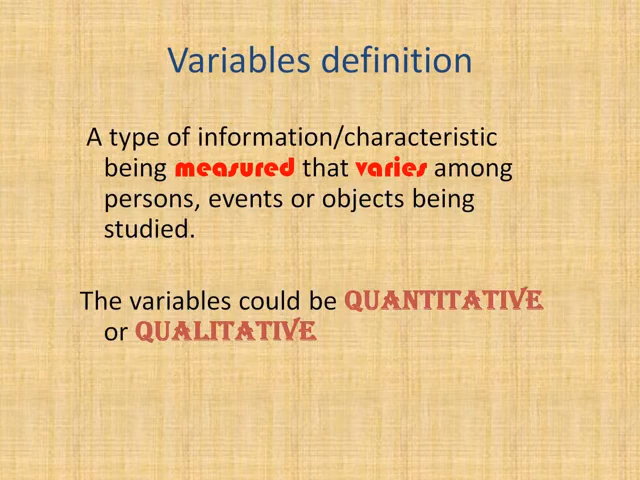 Variables definition
A type of information/characteristic
being measured that varies among
persons, events or objects being
studied.
The variables could be QUANTITATIVE
or QUALITATIVE